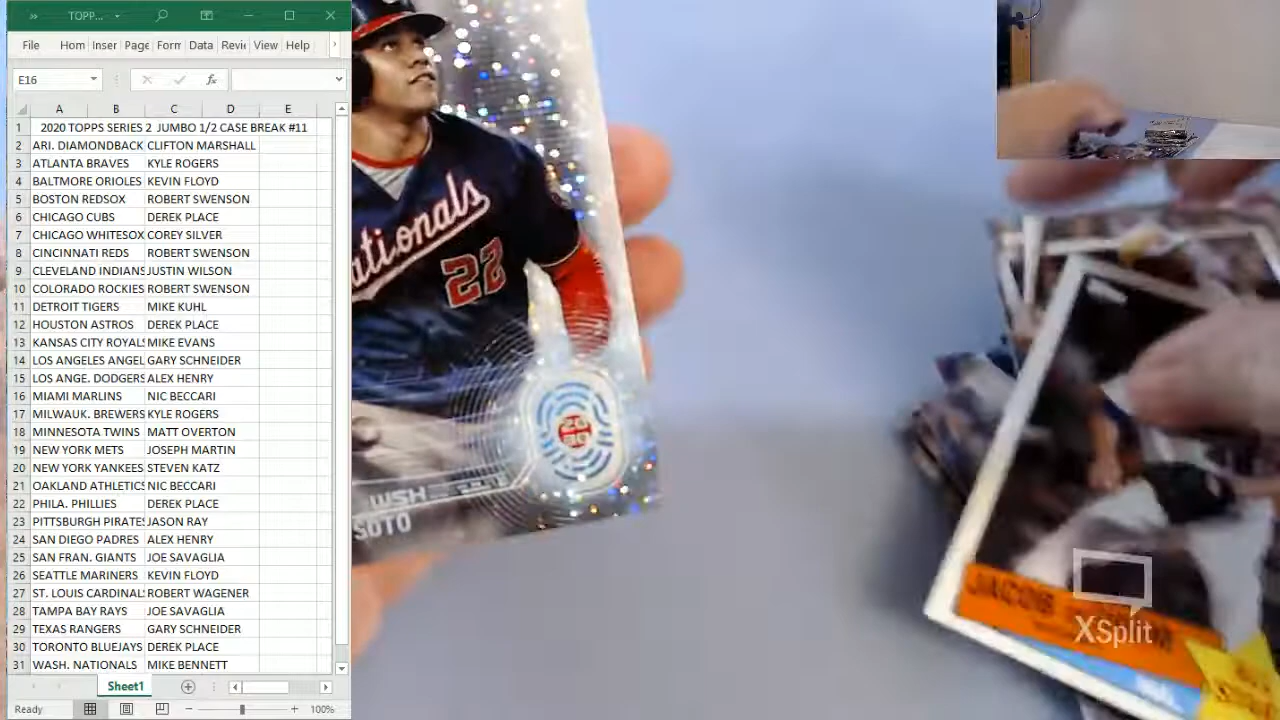 TOPP...
File Hom Inser Page Form Data Revi View Help
E16
fx
A B C D E
1 2020 TOPPS SERIES 2 JUMBO 1/2 CASE BREAK #11
2 ARI. DIAMONDBACK CLIFTON MARSHALL
3 ATLANTA BRAVES KYLE ROGERS
4 BALTMORE ORIOLES KEVIN FLOYD
5 BOSTON REDSOX ROBERT SWENSON
6 CHICAGO CUBS DEREK PLACE
7 CHICAGO WHITESOX COREY SILVER
8 CINCINNATI REDS ROBERT SWENSON
9 CLEVELAND INDIANS JUSTIN WILSON
10 COLORADO ROCKIES ROBERT SWENSON
11 DETROIT TIGERS MIKE KUHL
12 HOUSTON ASTROS DEREK PLACE
13 KANSAS CITY ROYALS MIKE EVANS
14 LOS ANGELES ANGEL GARY SCHNEIDER
15 LOS ANGE. DODGERS ALEX HENRY
16 MIAMI MARLINS NIC BECCARI
17 MILWAUK. BREWERS KYLE ROGERS
18 MINNESOTA TWINS MATT OVERTON
19 NEW YORK METS JOSEPH MARTIN
20 NEW YORK YANKEES STEVEN KATZ
21 OAKLAND ATHLETICS NIC BECCARI
22 PHILA. PHILLIES DEREK PLACE
23 PITTSBURGH PIRATES JASON RAY
24 SAN DIEGO PADRES ALEX HENRY
25 SAN FRAN. GIANTS JOE SAVAGLIA
26 SEATTLE MARINERS KEVIN FLOYD
27 ST. LOUIS CARDINALS ROBERT WAGENER
28 TAMPA BAY RAYS JOE SAVAGLIA
29 TEXAS RANGERS GARY SCHNEIDER
30 TORONTO BLUEJAYS DEREK PLACE
31 WASH. NATIONALS MIKE BENNETT
Sheet1
Ready 100%
ationals
22
WSH
SOTO
JACOB
XSplit